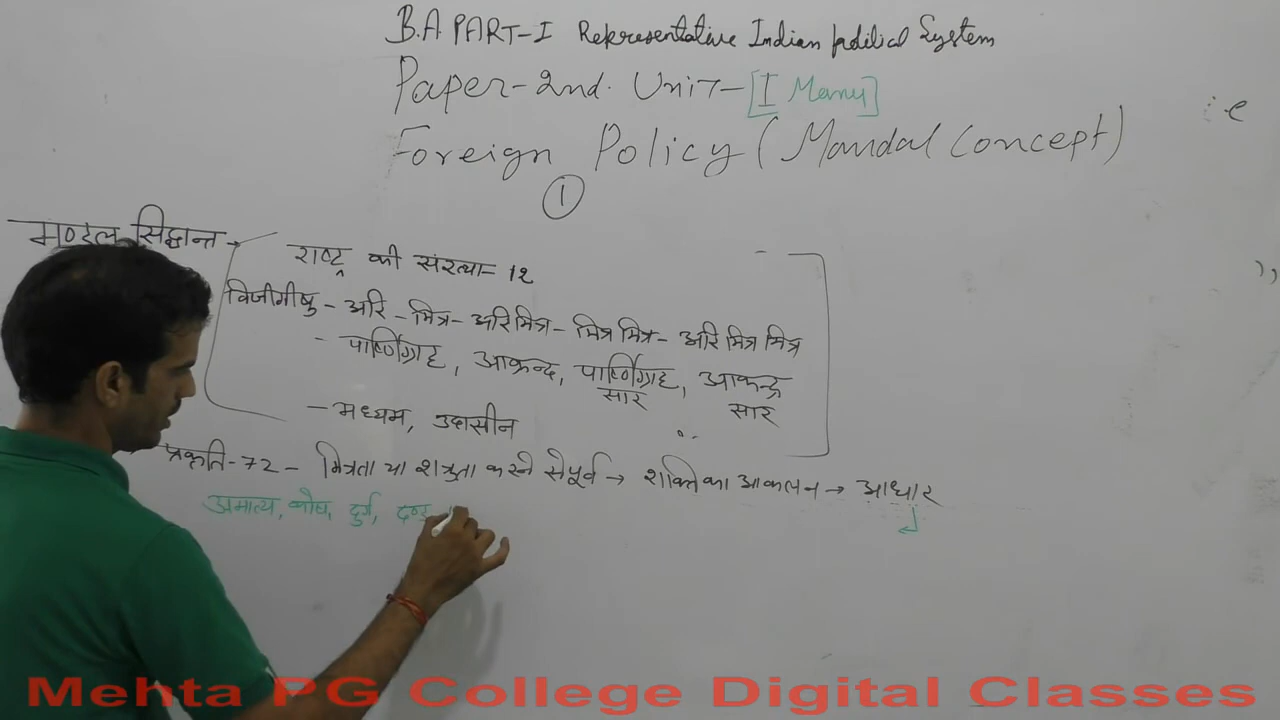 B.A PART-I Representative Indian Political System
Paper-2nd. Unit-[I Manu]
Foreign Policy (Mandal Concept)
①
मण्डल सिद्धान्त →
राष्ट्र की संख्या- 12
विजीगीषु - अरि - मित्र - अरिमित्र - मित्र मित्र - अरि मित्र मित्र
- पार्ष्णिग्राह, आक्रन्द, पार्ष्णिग्राह सार, आक्रन्द सार
- मध्यम, उदासीन
प्रकृति-72 - मित्रता या शत्रुता करने से पूर्व → शक्ति का आकलन → आधार
अमात्य, कोष, दुर्ग, दण्ड
Mehta PG College Digital Classes